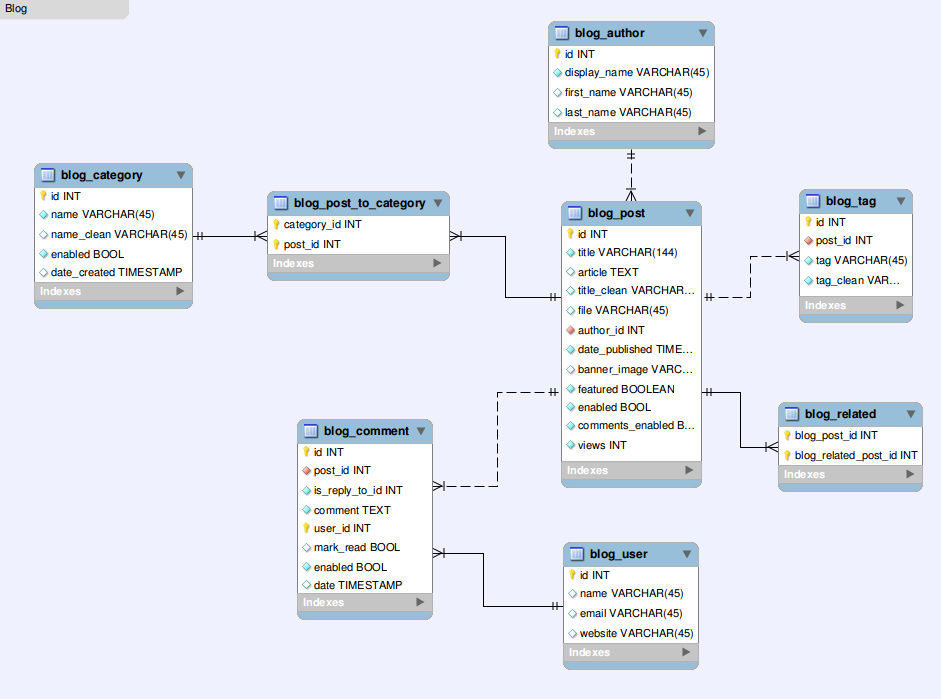 Blog
blog_author
id INT
display_name VARCHAR(45)
first_name VARCHAR(45)
last_name VARCHAR(45)
Indexes
blog_category
id INT
name VARCHAR(45)
name_clean VARCHAR(45)
enabled BOOL
date_created TIMESTAMP
Indexes
blog_post_to_category
category_id INT
post_id INT
Indexes
blog_post
id INT
title VARCHAR(144)
article TEXT
title_clean VARCHAR...
file VARCHAR(45)
author_id INT
date_published TIME...
banner_image VARC...
featured BOOLEAN
enabled BOOL
comments_enabled B...
views INT
Indexes
blog_tag
id INT
post_id INT
tag VARCHAR(45)
tag_clean VAR...
Indexes
blog_related
blog_post_id INT
blog_related_post_id INT
Indexes
blog_comment
id INT
post_id INT
is_reply_to_id INT
comment TEXT
user_id INT
mark_read BOOL
enabled BOOL
date TIMESTAMP
Indexes
blog_user
id INT
name VARCHAR(45)
email VARCHAR(45)
website VARCHAR(45)
Indexes